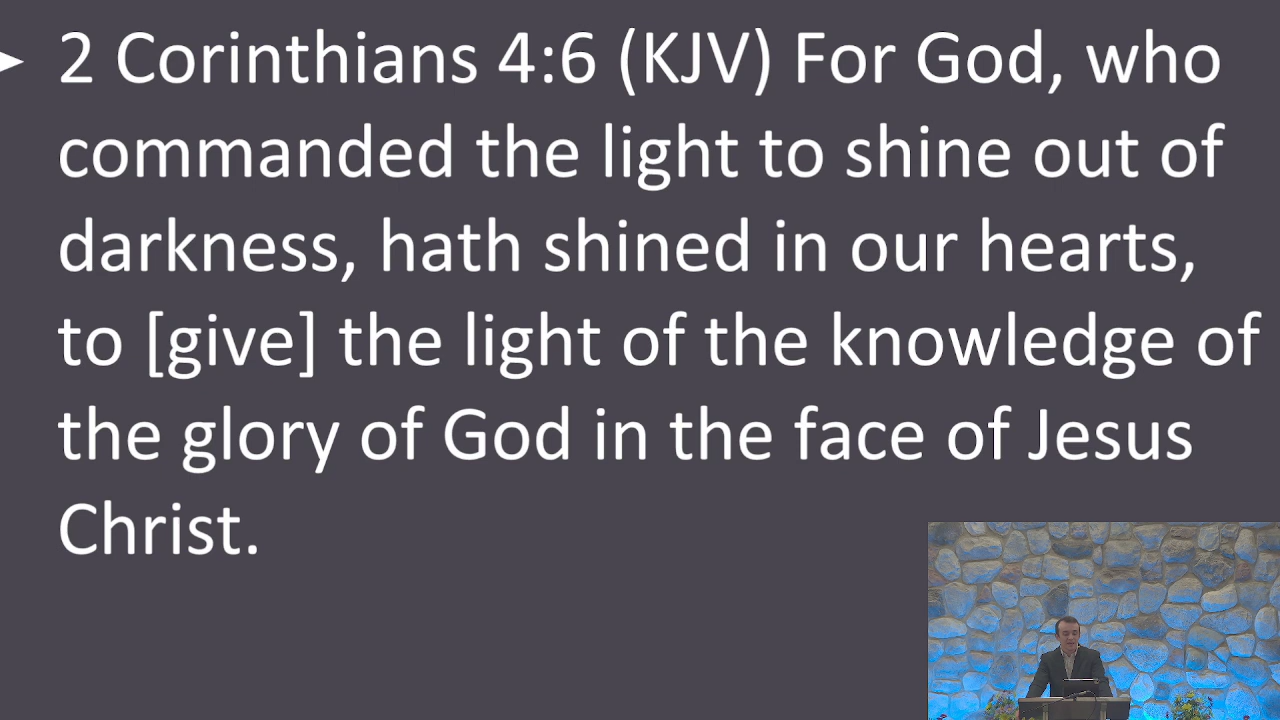 2 Corinthians 4:6 (KJV) For God, who
commanded the light to shine out of
darkness, hath shined in our hearts,
to [give] the light of the knowledge of
the glory of God in the face of Jesus
Christ.